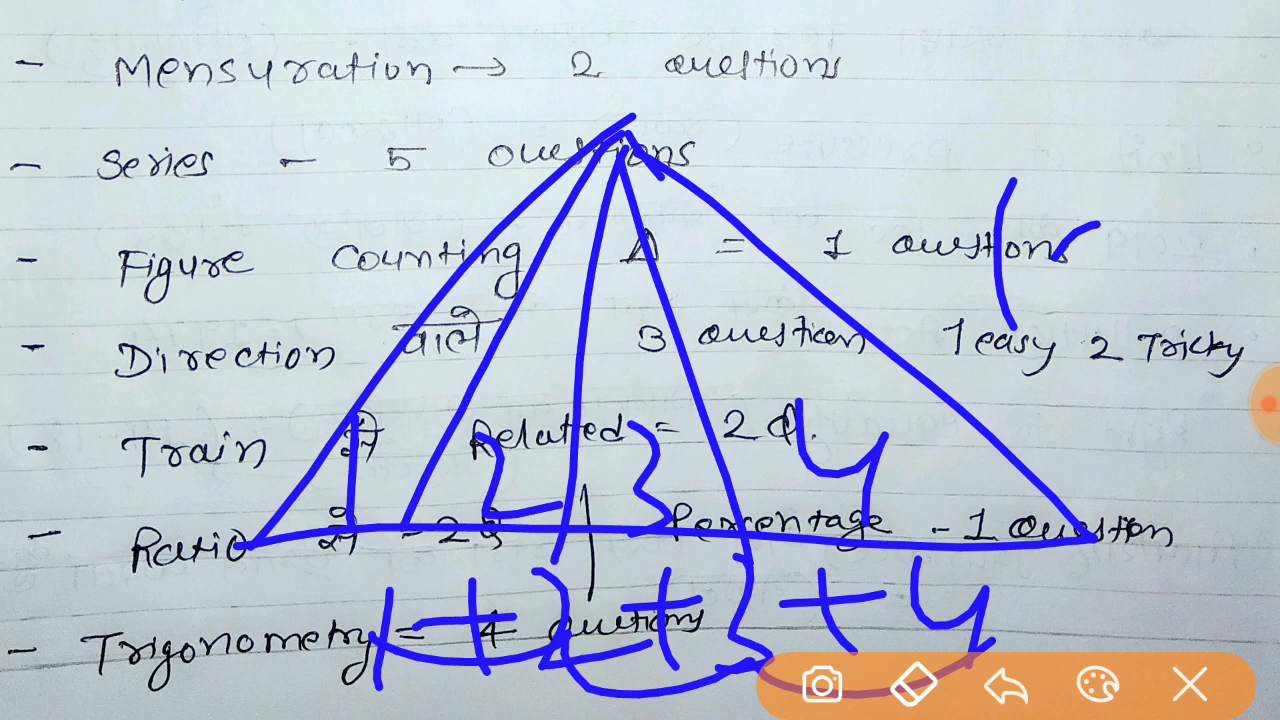 - Mensuration → 2 questions
- Series - 5 Questions
- Figure Counting Δ = 1 questions
- Direction वाले 3 question 1 easy 2 Tricky
- Train से Related = 2 Q.
1 2 3 4
- Ratio से - 2 Percentage - 1 Question
1 + 2 + 3 + 4
- Trigonometry = 4 questions